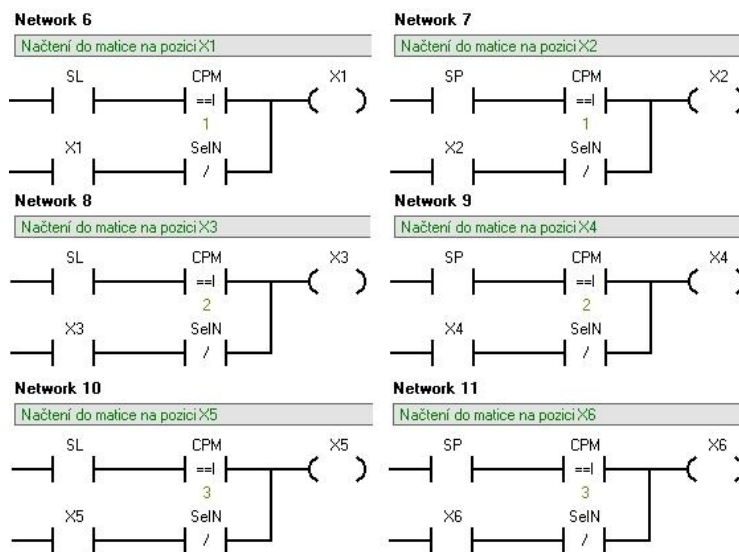 Network 6
Načtení do matice na pozici X1
SL CPM X1
==I
1
X1 SelN
/
Network 7
Načtení do matice na pozici X2
SP CPM X2
==I
1
X2 SelN
/
Network 8
Načtení do matice na pozici X3
SL CPM X3
==I
2
X3 SelN
/
Network 9
Načtení do matice na pozici X4
SP CPM X4
==I
2
X4 SelN
/
Network 10
Načtení do matice na pozici X5
SL CPM X5
==I
3
X5 SelN
/
Network 11
Načtení do matice na pozici X6
SP CPM X6
==I
3
X6 SelN
/